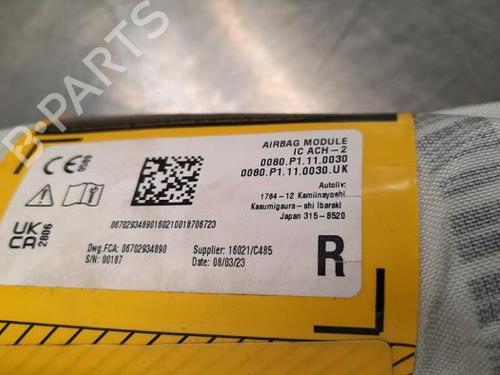 AIRBAG MODULE
IC ACH-2
0080.P1.11.0030
0080.P1.11.0030.UK
Autoliv:
1764-12 Kamiinayoshi
Kasumigaura-shi Ibaraki
Japan 315-8520
CE
UK
CA
2806
06702934890160210018706723
Dwg.FCA: 06702934890
S/N: 00187
Supplier: 16021/C485
Date: 08/03/23
R
B-PARTS